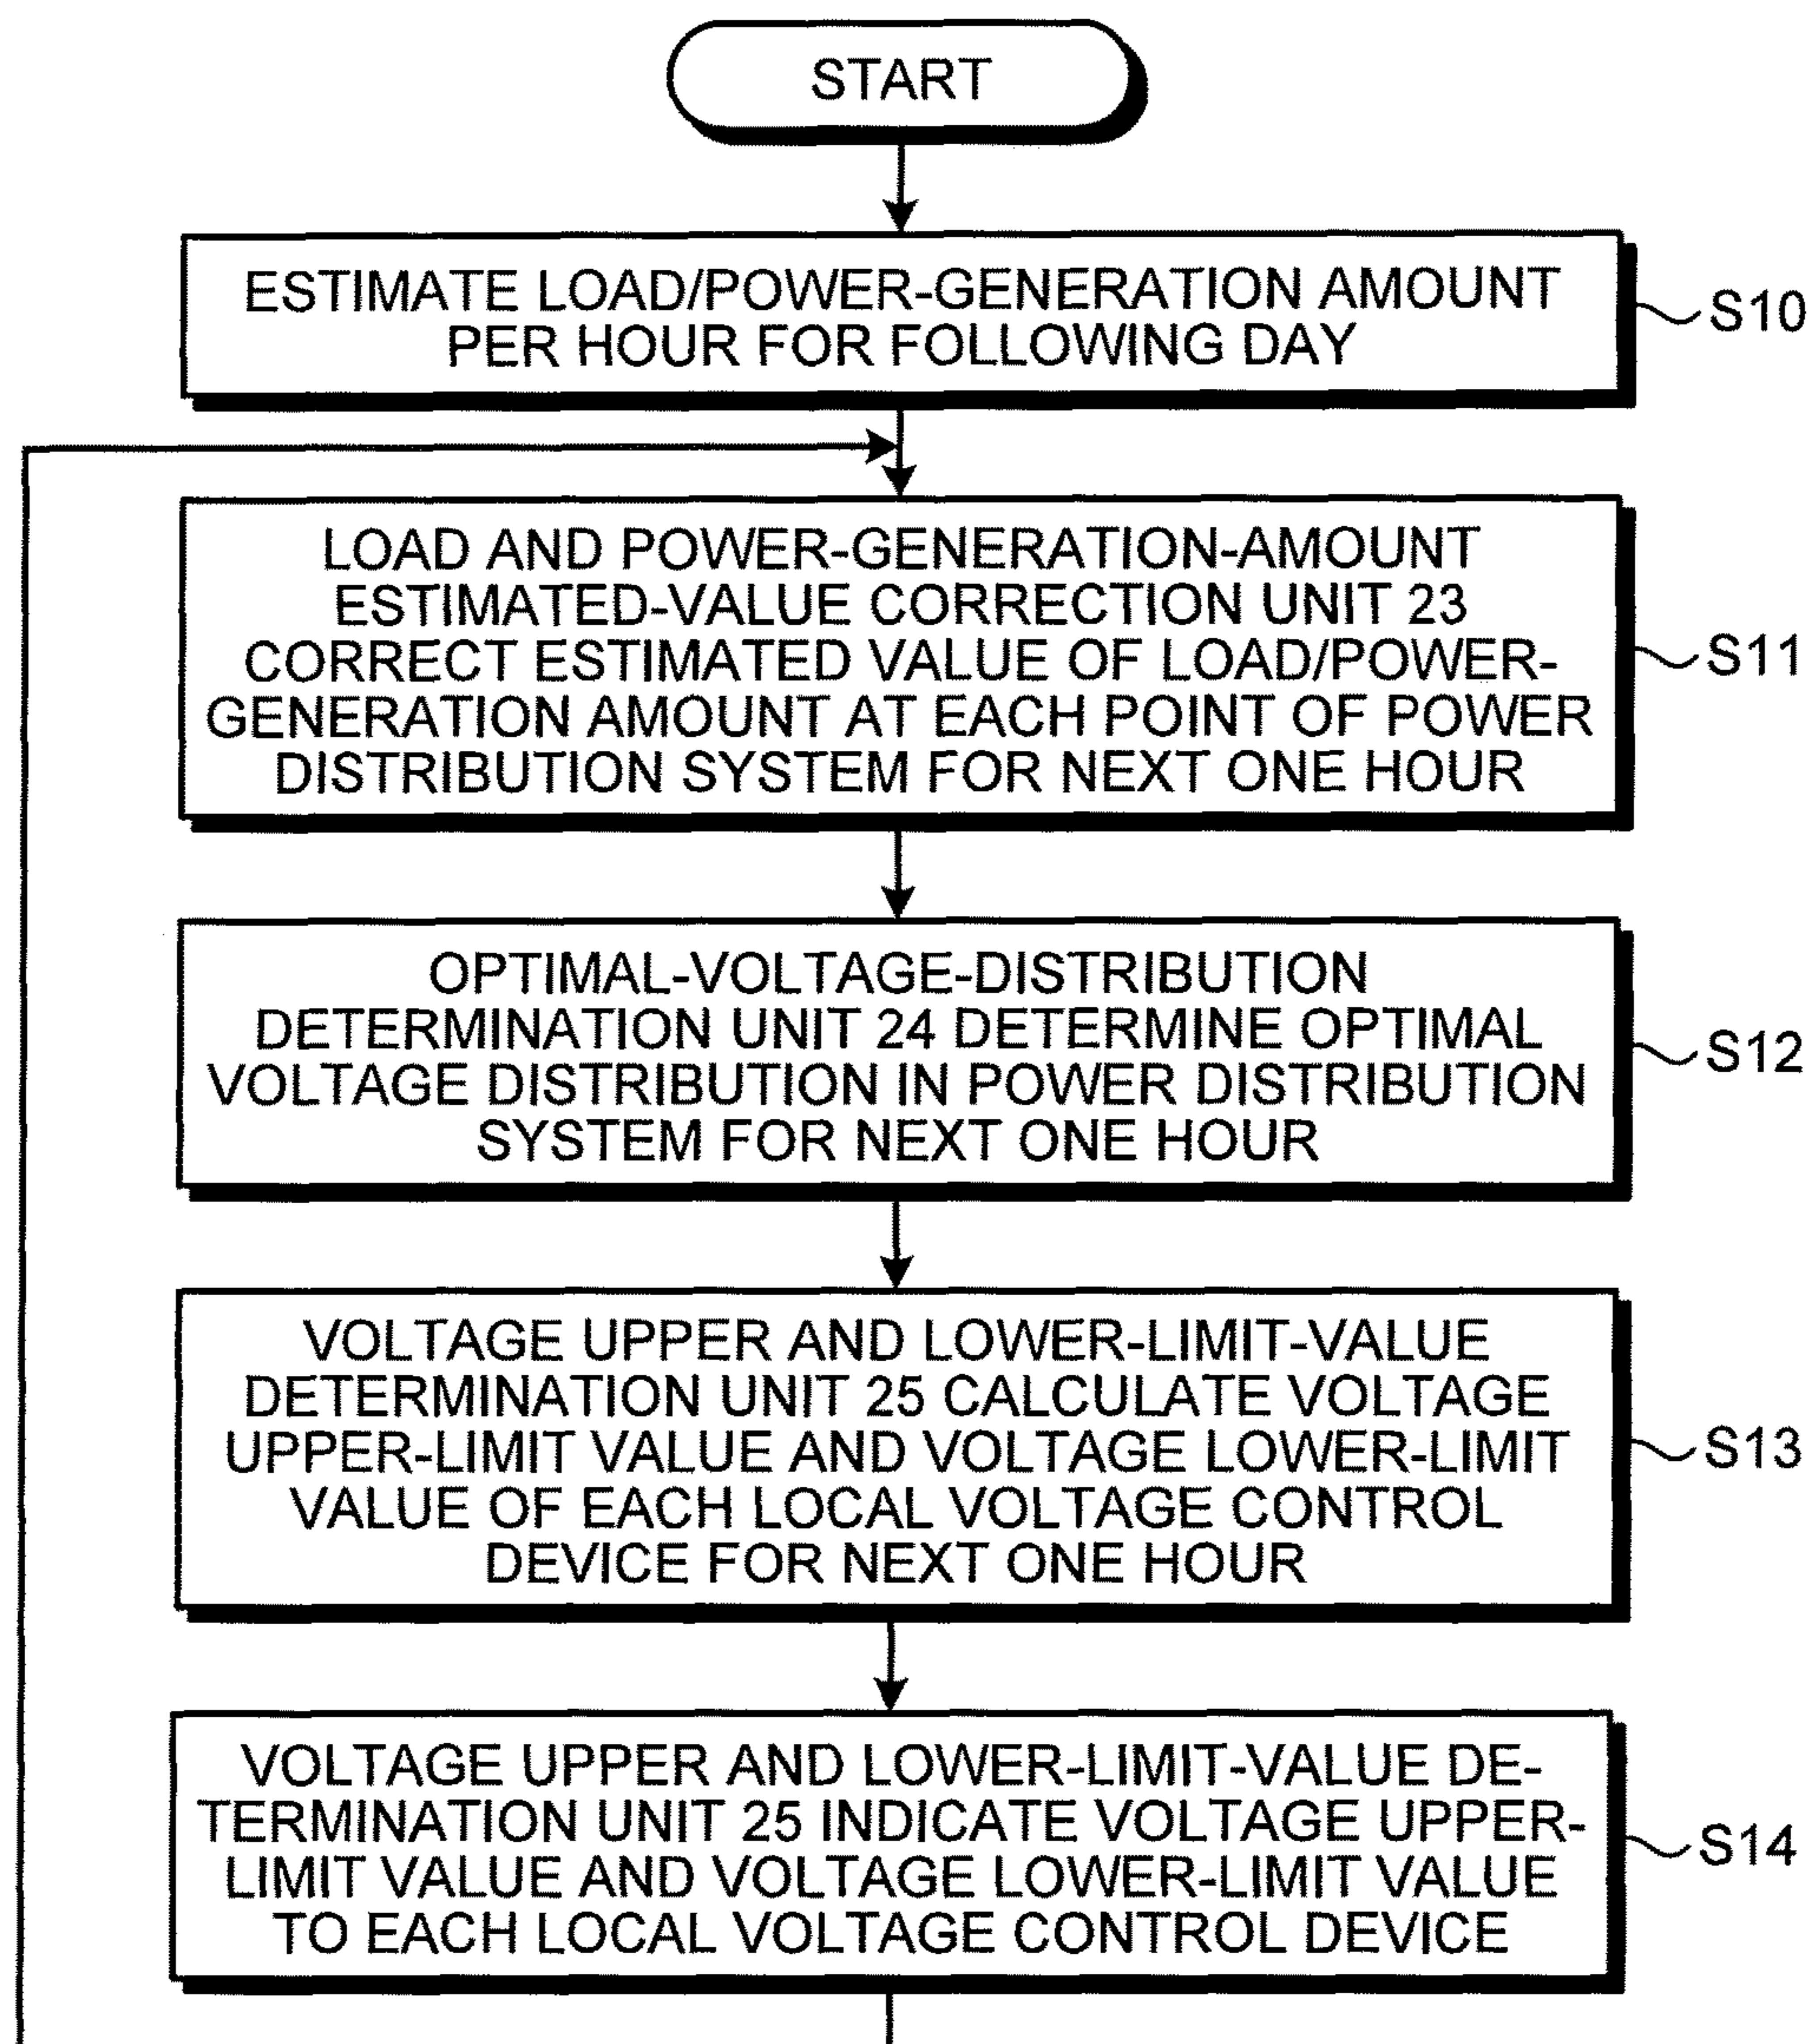 START
ESTIMATE LOAD/POWER-GENERATION AMOUNT
PER HOUR FOR FOLLOWING DAY
S10
LOAD AND POWER-GENERATION-AMOUNT
ESTIMATED-VALUE CORRECTION UNIT 23
CORRECT ESTIMATED VALUE OF LOAD/POWER-
GENERATION AMOUNT AT EACH POINT OF POWER
DISTRIBUTION SYSTEM FOR NEXT ONE HOUR
S11
OPTIMAL-VOLTAGE-DISTRIBUTION
DETERMINATION UNIT 24 DETERMINE OPTIMAL
VOLTAGE DISTRIBUTION IN POWER DISTRIBUTION
SYSTEM FOR NEXT ONE HOUR
S12
VOLTAGE UPPER AND LOWER-LIMIT-VALUE
DETERMINATION UNIT 25 CALCULATE VOLTAGE
UPPER-LIMIT VALUE AND VOLTAGE LOWER-LIMIT
VALUE OF EACH LOCAL VOLTAGE CONTROL
DEVICE FOR NEXT ONE HOUR
S13
VOLTAGE UPPER AND LOWER-LIMIT-VALUE DE-
TERMINATION UNIT 25 INDICATE VOLTAGE UPPER-
LIMIT VALUE AND VOLTAGE LOWER-LIMIT VALUE
TO EACH LOCAL VOLTAGE CONTROL DEVICE
S14